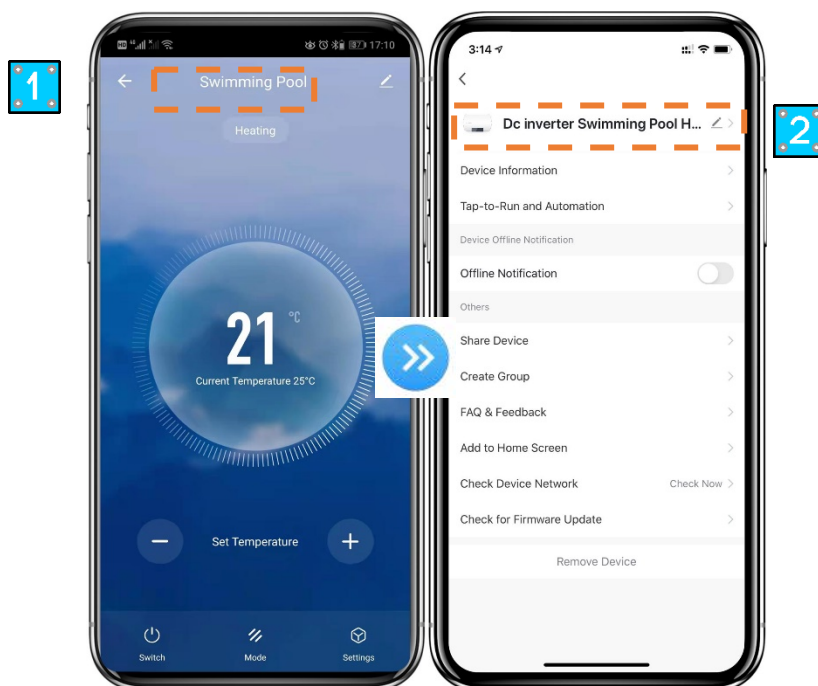 1
17:10
Swimming Pool
Heating
21 °C
Current Temperature 25°C
Set Temperature
Switch
Mode
Settings
2
3:14
Dc inverter Swimming Pool H...
Device Information
Tap-to-Run and Automation
Device Offline Notification
Offline Notification
Others
Share Device
Create Group
FAQ & Feedback
Add to Home Screen
Check Device Network Check Now
Check for Firmware Update
Remove Device